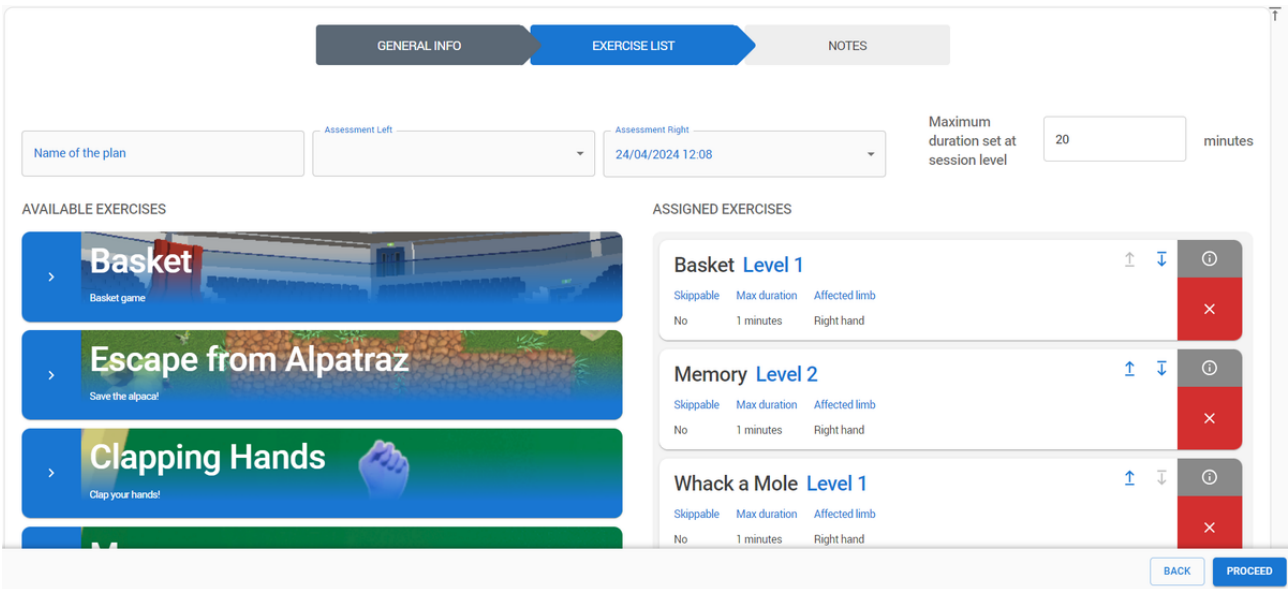 GENERAL INFO
EXERCISE LIST
NOTES
Name of the plan
Assessment Left
Assessment Right
24/04/2024 12:08
Maximum
duration set at
session level
20
minutes
AVAILABLE EXERCISES
Basket
Basket game
Escape from Alpatraz
Save the alpaca!
Clapping Hands
Clap your hands!
ASSIGNED EXERCISES
Basket Level 1
Skippable Max duration Affected limb
No 1 minutes Right hand
Memory Level 2
Skippable Max duration Affected limb
No 1 minutes Right hand
Whack a Mole Level 1
Skippable Max duration Affected limb
No 1 minutes Right hand
BACK
PROCEED